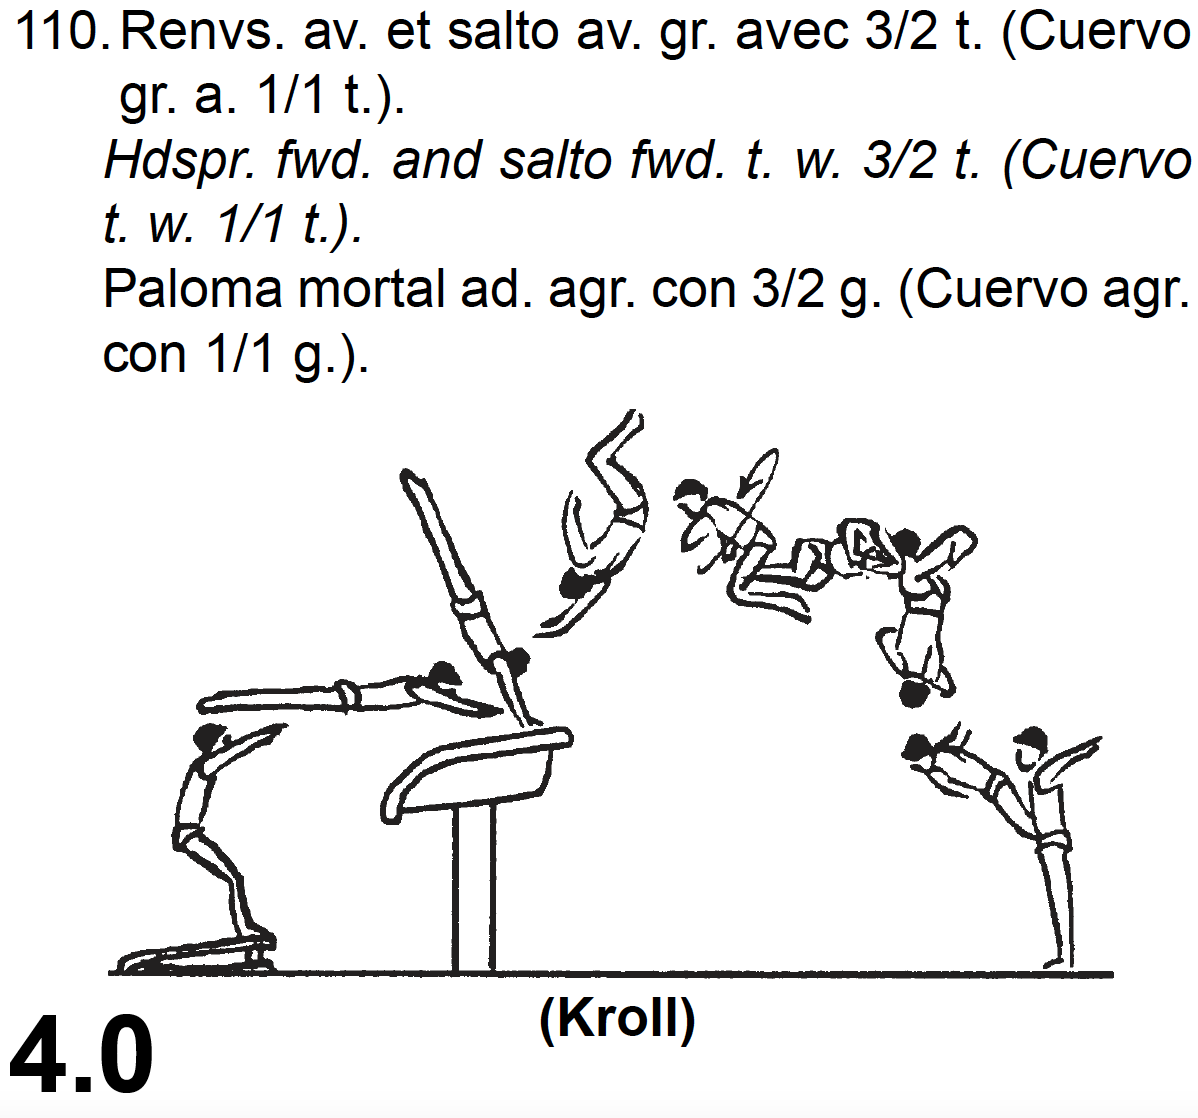 110. Renvs. av. et salto av. gr. avec 3/2 t. (Cuervo
gr. a. 1/1 t.).
Hdspr. fwd. and salto fwd. t. w. 3/2 t. (Cuervo
t. w. 1/1 t.).
Paloma mortal ad. agr. con 3/2 g. (Cuervo agr.
con 1/1 g.).
(Kroll)
4.0